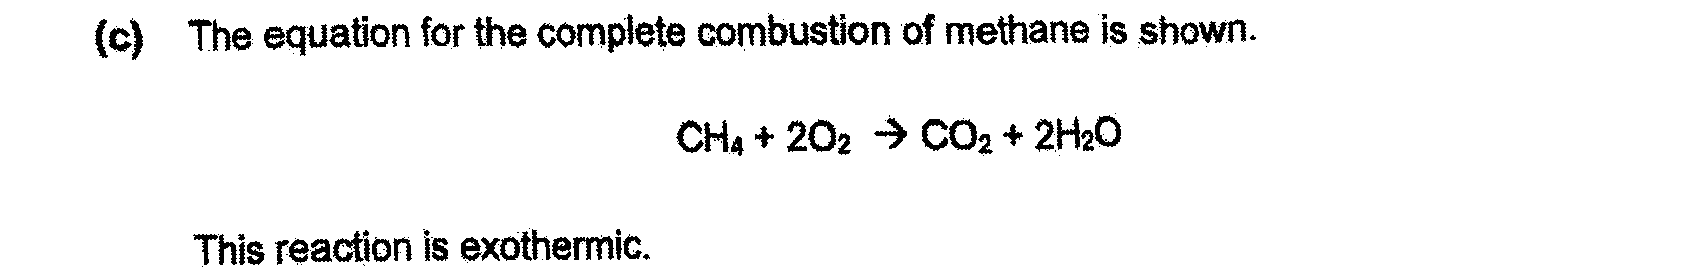 (c) The equation for the complete combustion of methane is shown.
CH₄ + 2O₂ → CO₂ + 2H₂O
This reaction is exothermic.